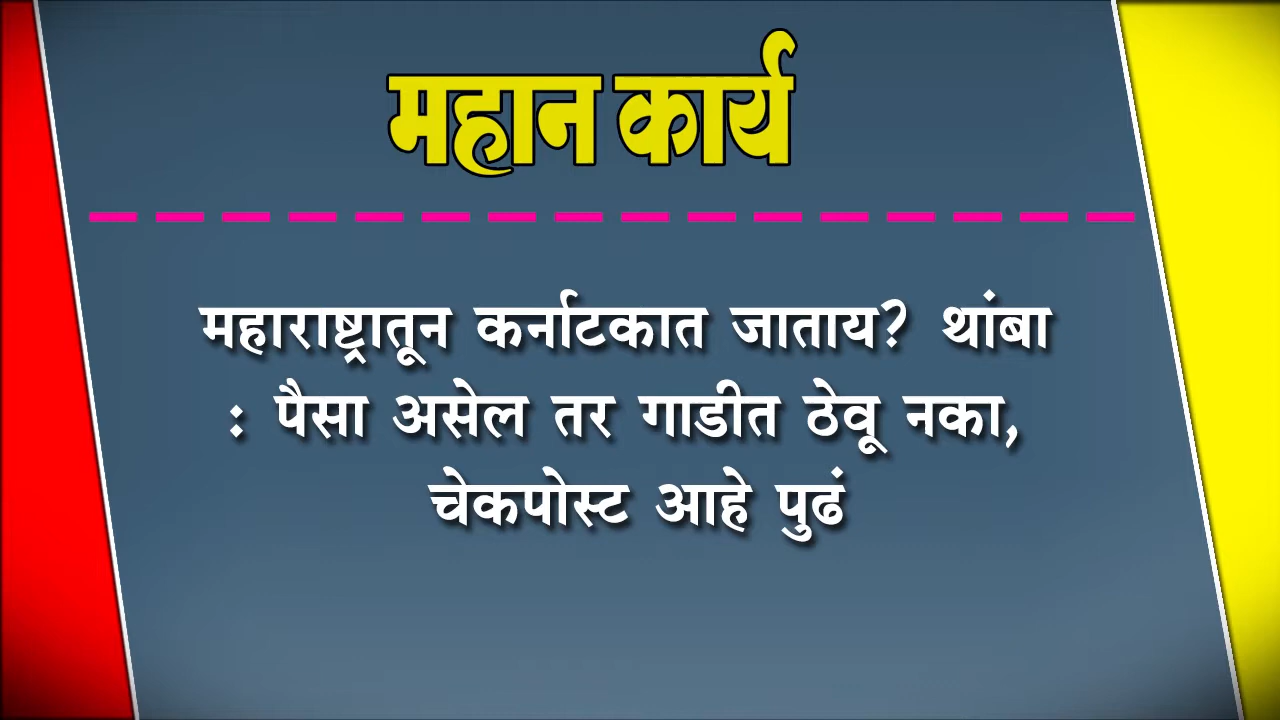 महान कार्य
महाराष्ट्रातून कर्नाटकात जाताय? थांबा
: पैसा असेल तर गाडीत ठेवू नका,
चेकपोस्ट आहे पुढं